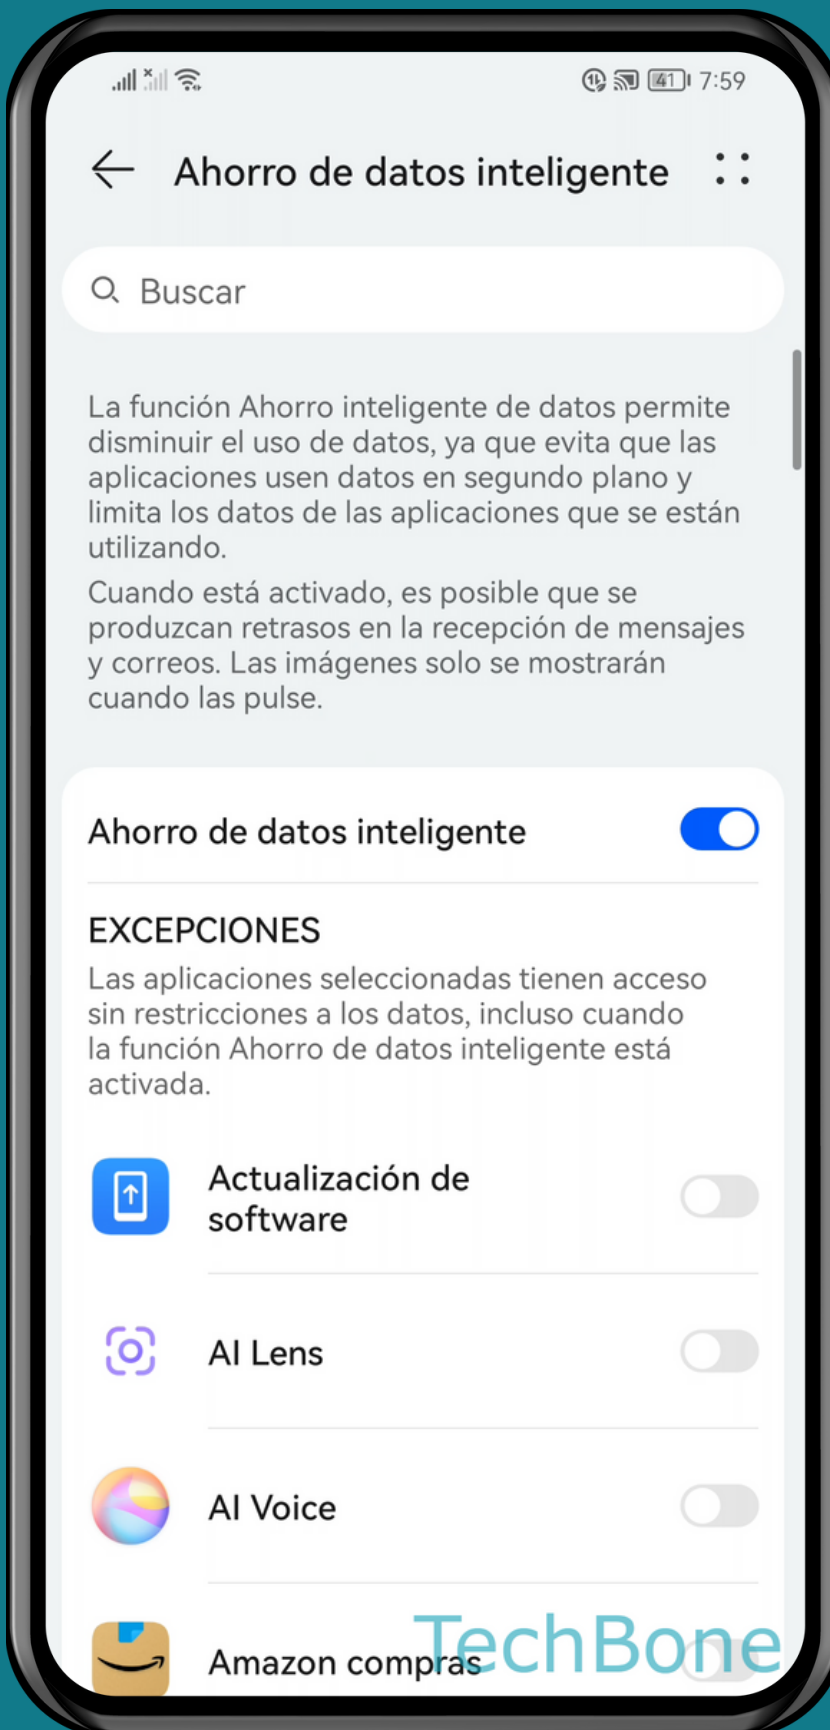 41 7:59
Ahorro de datos inteligente
Buscar
La función Ahorro inteligente de datos permite
disminuir el uso de datos, ya que evita que las
aplicaciones usen datos en segundo plano y
limita los datos de las aplicaciones que se están
utilizando.
Cuando está activado, es posible que se
produzcan retrasos en la recepción de mensajes
y correos. Las imágenes solo se mostrarán
cuando las pulse.
Ahorro de datos inteligente
EXCEPCIONES
Las aplicaciones seleccionadas tienen acceso
sin restricciones a los datos, incluso cuando
la función Ahorro de datos inteligente está
activada.
Actualización de
software
AI Lens
AI Voice
Amazon compras
TechBone